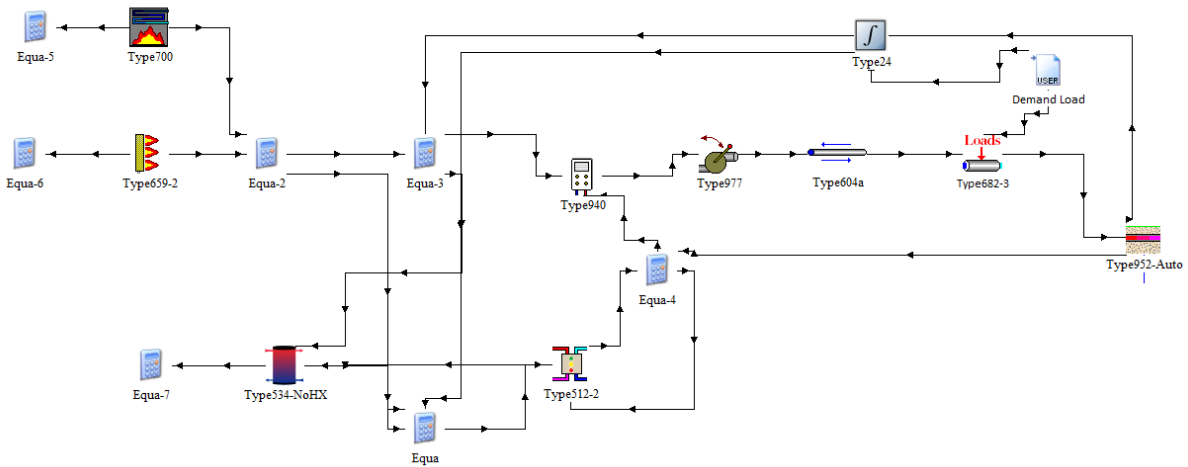 Equa-5
Type700
Type24
USER
Demand Load
Equa-6
Type659-2
Equa-2
Equa-3
Type940
Type977
Type604a
Loads
Type682-3
Type952-Auto
Equa-4
Equa-7
Type534-NoHX
Type512-2
Equa